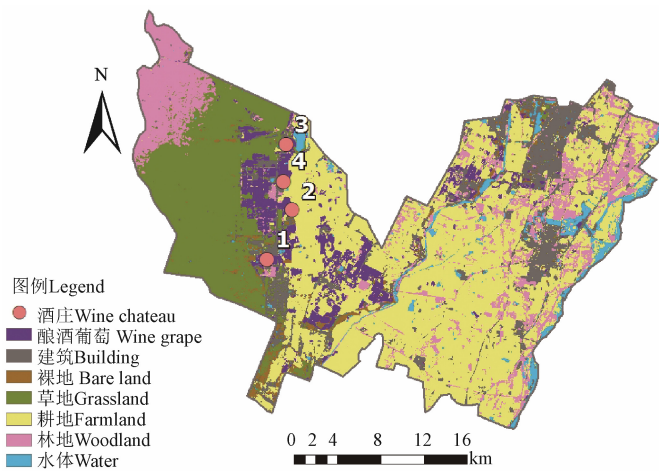 N
3
4
2
1
图例Legend
酒庄Wine chateau
酿酒葡萄 Wine grape
建筑Building
裸地 Bare land
草地Grassland
耕地Farmland
林地Woodland
水体Water
0 2 4 8 12 16
km